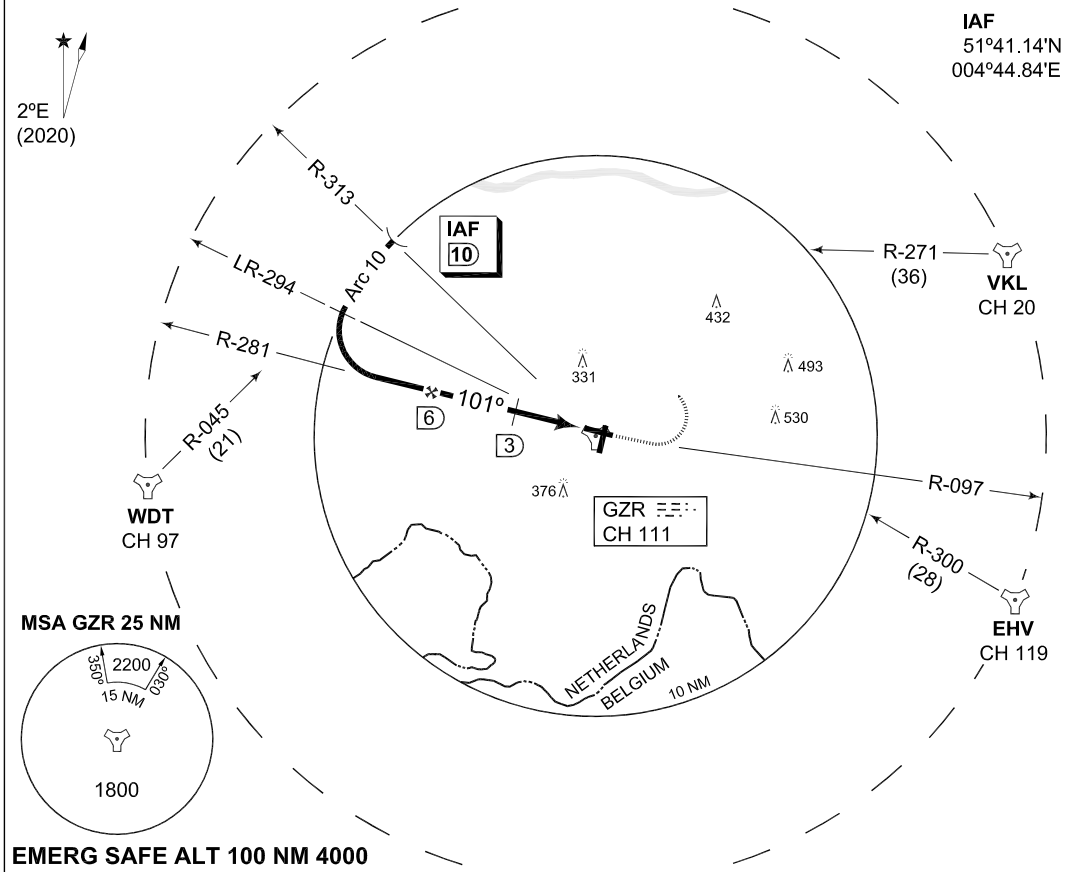 IAF
51º41.14'N
004º44.84'E
2ºE
(2020)
R-313
IAF
10
LR-294
Arc 10
R-271
(36)
VKL
CH 20
R-281
432
331
493
R-045
(21)
6
101º
3
530
WDT
CH 97
376
R-097
GZR
CH 111
R-300
(28)
EHV
CH 119
MSA GZR 25 NM
350º
2200
030º
15 NM
1800
NETHERLANDS
BELGIUM
10 NM
EMERG SAFE ALT 100 NM 4000